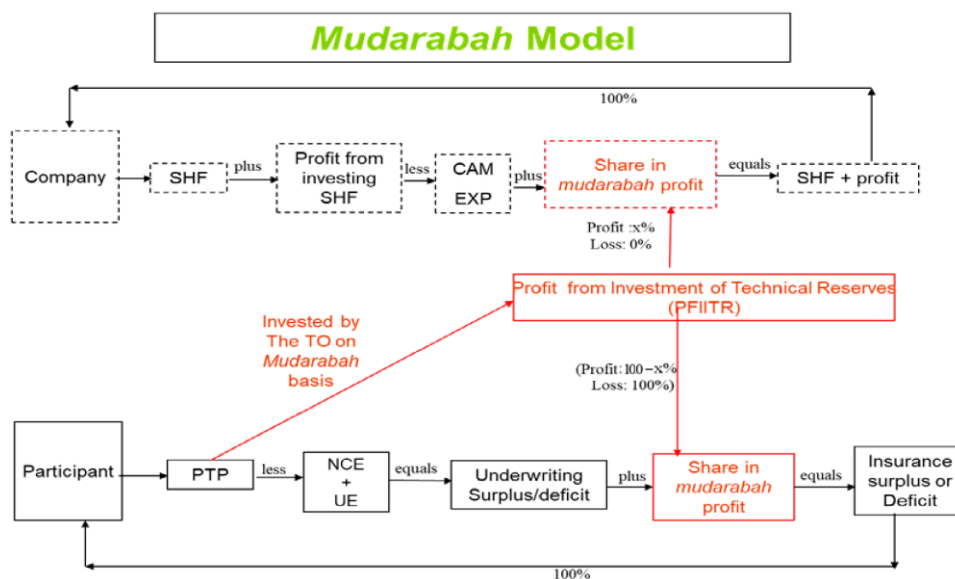 Mudarabah Model
100%
Company
SHF
plus
Profit from
investing
SHF
less
CAM
EXP
plus
Share in
mudarabah
profit
equals
SHF + profit
Profit :x%
Loss: 0%
Profit from Investment of Technical Reserves
(PFIITR)
Invested by
The TO on
Mudarabah
basis
(Profit: 100-x%
Loss: 100%)
Participant
PTP
less
NCE
+
UE
equals
Underwriting
Surplus/deficit
plus
Share in
mudarabah
profit
equals
Insurance
surplus or
Deficit
100%